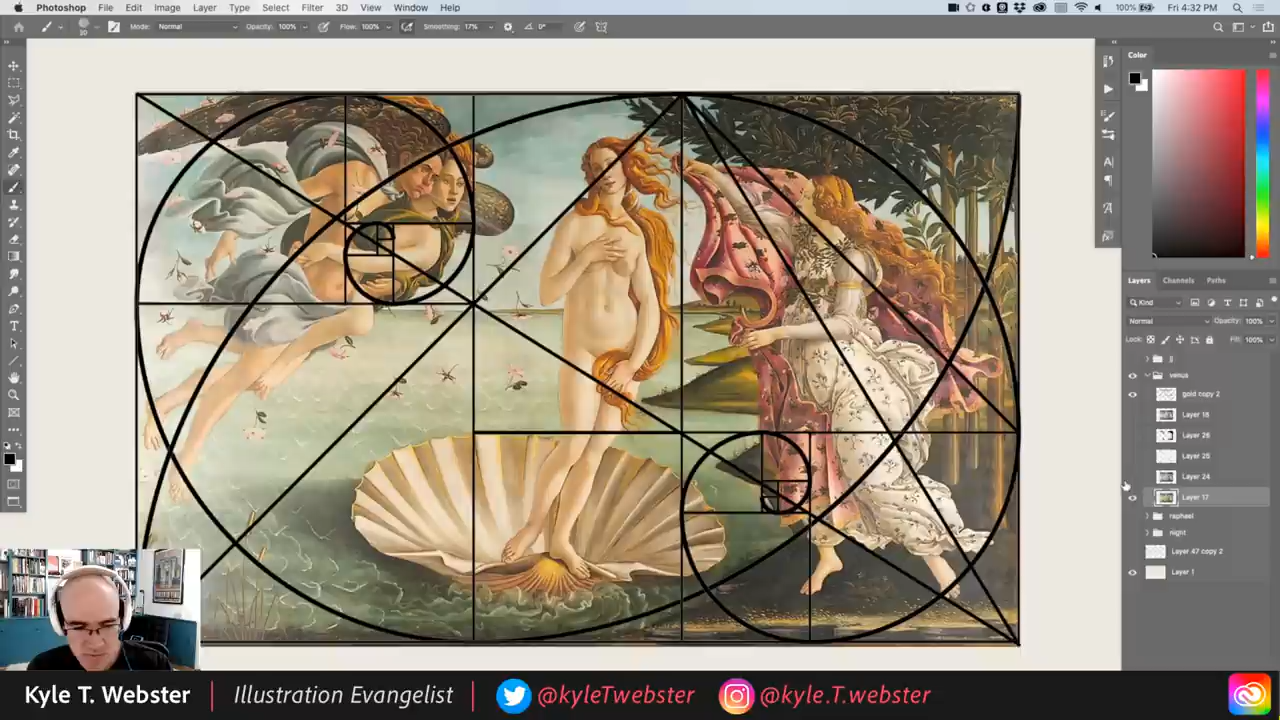 Photoshop File Edit Image Layer Type Select Filter 3D View Window Help 100% Fri 4:32 PM
Mode: Normal Opacity: 100% Flow: 100% Smoothing: 17% 0°
Color
Layers Channels Paths
Kind
Normal Opacity: 100%
Lock: Fill: 100%
venus
gold copy 2
Layer 18
Layer 26
Layer 25
Layer 24
Layer 17
raphael
night
Layer 47 copy 2
Layer 1
Kyle T. Webster | Illustration Evangelist @kyleTwebster @kyle.T.webster